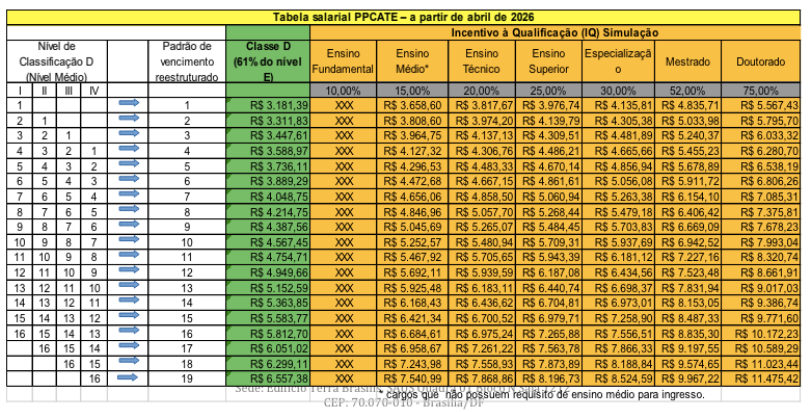 Tabela salarial PPCATE – a partir de abril de 2026
Incentivo à Qualificação (IQ) Simulação
Nível de Classificação D (Nível Médio) Padrão de vencimento reestruturado Classe D (61% do nível E) Ensino Fundamental Ensino Médio* Ensino Técnico Ensino Superior Especialização Mestrado Doutorado
I II III IV 10,00% 15,00% 20,00% 25,00% 30,00% 52,00% 75,00%
1 1 R$ 3.181,39 XXX R$ 3.658,60 R$ 3.817,67 R$ 3.976,74 R$ 4.135,81 R$ 4.835,71 R$ 5.567,43
2 1 2 R$ 3.311,83 XXX R$ 3.808,60 R$ 3.974,20 R$ 4.139,79 R$ 4.305,38 R$ 5.033,98 R$ 5.795,70
3 2 1 3 R$ 3.447,61 XXX R$ 3.964,75 R$ 4.137,13 R$ 4.309,51 R$ 4.481,89 R$ 5.240,37 R$ 6.033,32
4 3 2 1 4 R$ 3.588,97 XXX R$ 4.127,32 R$ 4.306,76 R$ 4.486,21 R$ 4.665,66 R$ 5.455,23 R$ 6.280,70
5 4 3 2 5 R$ 3.736,11 XXX R$ 4.296,53 R$ 4.483,33 R$ 4.670,14 R$ 4.856,94 R$ 5.678,89 R$ 6.538,19
6 5 4 3 6 R$ 3.889,29 XXX R$ 4.472,68 R$ 4.667,15 R$ 4.861,61 R$ 5.056,08 R$ 5.911,72 R$ 6.806,26
7 6 5 4 7 R$ 4.048,75 XXX R$ 4.656,06 R$ 4.858,50 R$ 5.060,94 R$ 5.263,38 R$ 6.154,10 R$ 7.085,31
8 7 6 5 8 R$ 4.214,75 XXX R$ 4.846,96 R$ 5.057,70 R$ 5.268,44 R$ 5.479,18 R$ 6.406,42 R$ 7.375,81
9 8 7 6 9 R$ 4.387,56 XXX R$ 5.045,69 R$ 5.265,07 R$ 5.484,45 R$ 5.703,83 R$ 6.669,09 R$ 7.678,23
10 9 8 7 10 R$ 4.567,45 XXX R$ 5.252,57 R$ 5.480,94 R$ 5.709,31 R$ 5.937,69 R$ 6.942,52 R$ 7.993,04
11 10 9 8 11 R$ 4.754,71 XXX R$ 5.467,92 R$ 5.705,65 R$ 5.943,39 R$ 6.181,12 R$ 7.227,16 R$ 8.320,74
12 11 10 9 12 R$ 4.949,66 XXX R$ 5.692,11 R$ 5.939,59 R$ 6.187,08 R$ 6.434,56 R$ 7.523,48 R$ 8.661,91
13 12 11 10 13 R$ 5.152,59 XXX R$ 5.925,48 R$ 6.183,11 R$ 6.440,74 R$ 6.698,37 R$ 7.831,94 R$ 9.017,03
14 13 12 11 14 R$ 5.363,85 XXX R$ 6.168,43 R$ 6.436,62 R$ 6.704,81 R$ 6.973,01 R$ 8.153,05 R$ 9.386,74
15 14 13 12 15 R$ 5.583,77 XXX R$ 6.421,34 R$ 6.700,52 R$ 6.979,71 R$ 7.258,90 R$ 8.487,33 R$ 9.771,60
16 15 14 13 16 R$ 5.812,70 XXX R$ 6.684,61 R$ 6.975,24 R$ 7.265,88 R$ 7.556,51 R$ 8.835,30 R$ 10.172,23
16 15 14 17 R$ 6.051,02 XXX R$ 6.958,67 R$ 7.261,22 R$ 7.563,78 R$ 7.866,33 R$ 9.197,55 R$ 10.589,29
16 15 18 R$ 6.299,11 XXX R$ 7.243,98 R$ 7.558,93 R$ 7.873,89 R$ 8.188,84 R$ 9.574,65 R$ 11.023,44
16 19 R$ 6.557,38 XXX R$ 7.540,99 R$ 7.868,86 R$ 8.196,73 R$ 8.524,59 R$ 9.967,22 R$ 11.475,42
* cargos que não possuem requisito de ensino médio para ingresso.
Sede: Edifício Terra Brasilis,
CEP: 70.070-010 - Brasília/DF